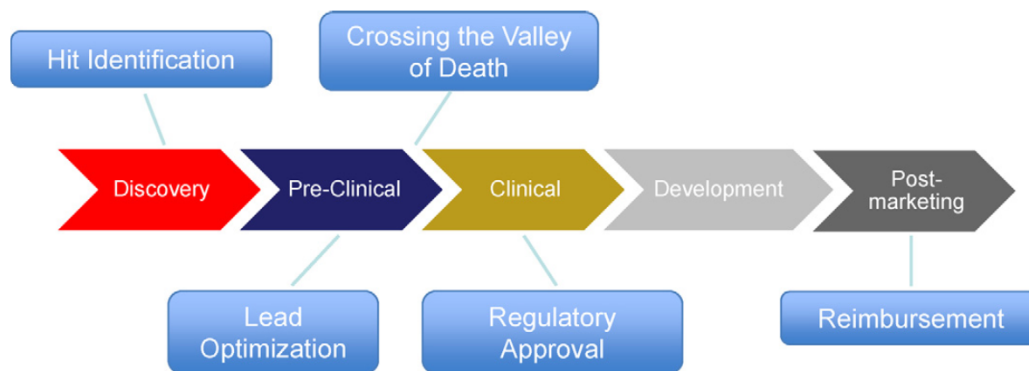 Hit Identification
Crossing the Valley
of Death
Discovery
Pre-Clinical
Clinical
Development
Post-
marketing
Lead
Optimization
Regulatory
Approval
Reimbursement